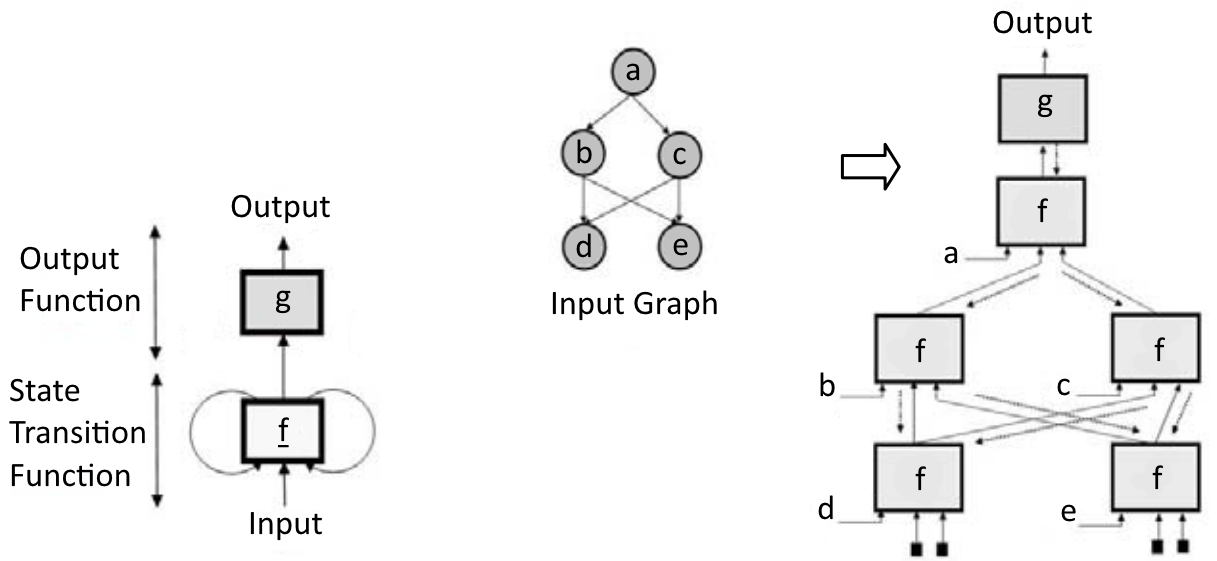 Output
g
Output
Function
State
Transition
Function
f
Input
a
b
c
d
e
Input Graph
Output
g
f
a
f
f
b
c
f
f
d
e